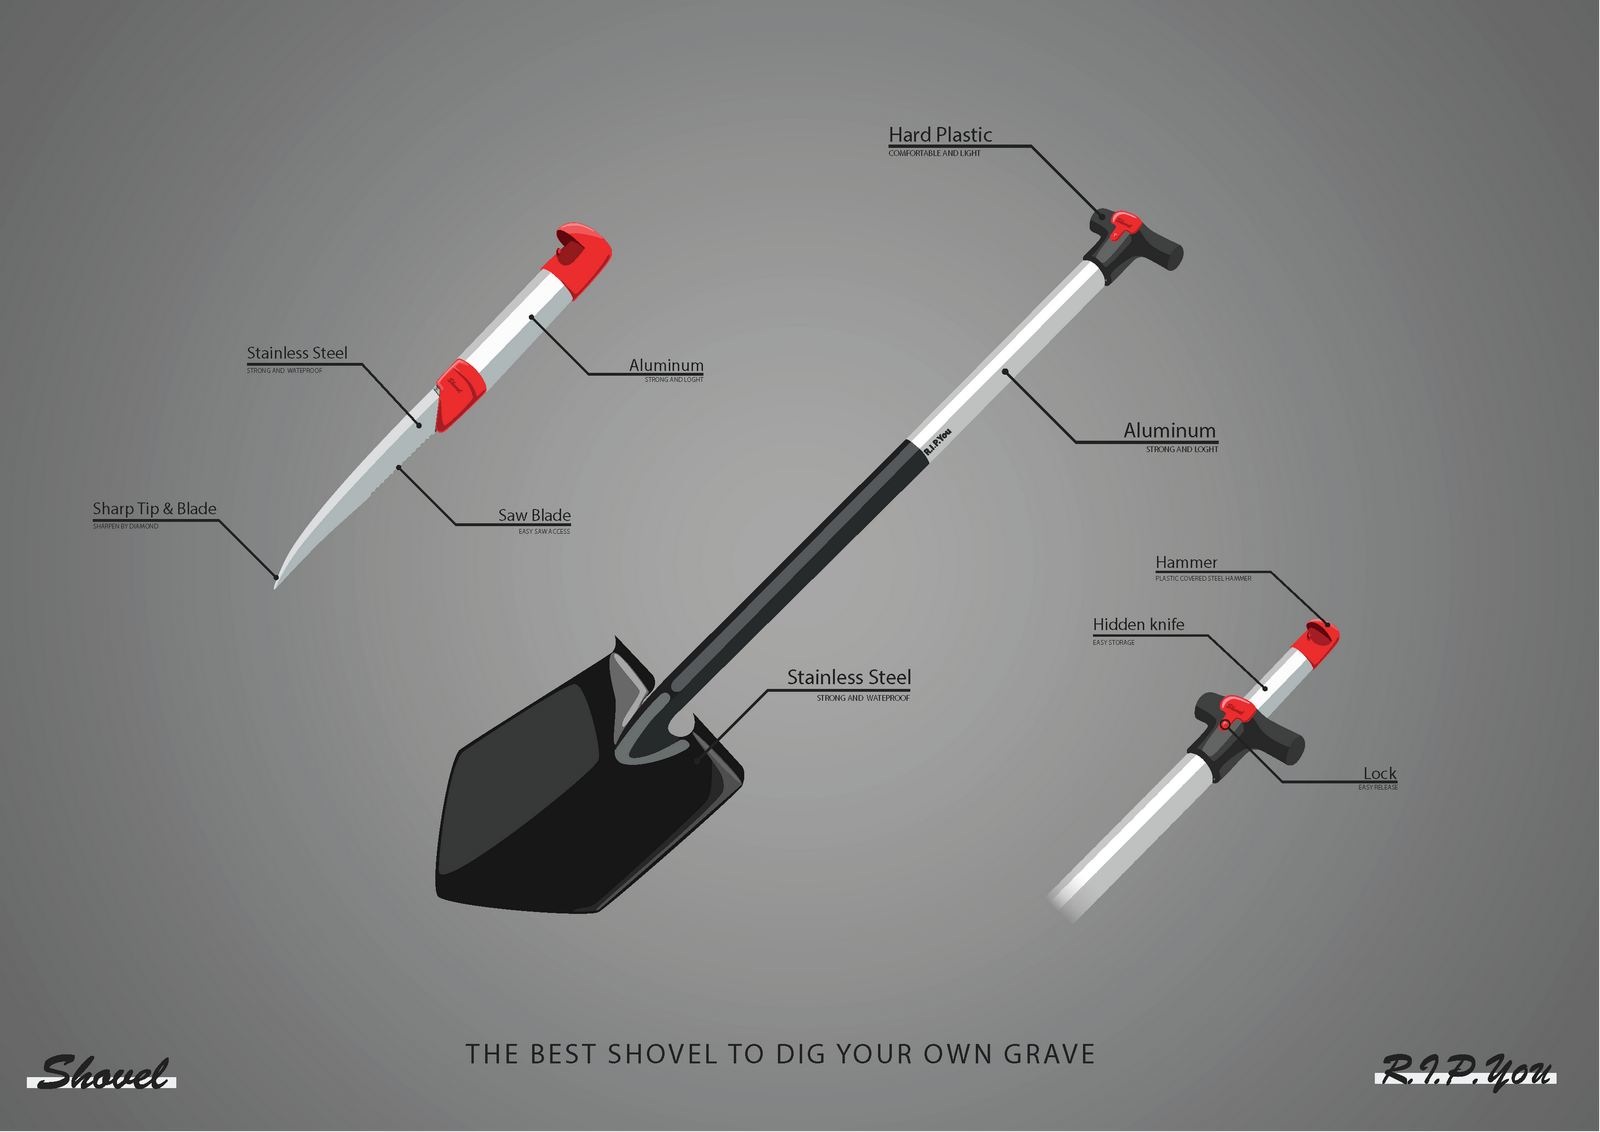 Hard Plastic
COMFORTABLE AND LIGHT
Shovel
Stainless Steel
STRONG AND WATEPROOF
Aluminum
STRONG AND LOGHT
Shovel
R.I.P.You
Aluminum
STRONG AND LOGHT
Sharp Tip & Blade
SHARPEN BY DIAMOND
Saw Blade
EASY SAW ACCESS
Hammer
PLASTIC COVERED STEEL HAMMER
Hidden knife
EASY STORAGE
Stainless Steel
STRONG AND WATEPROOF
Shovel
Lock
EASY RELEASE
THE BEST SHOVEL TO DIG YOUR OWN GRAVE
Shovel
R.I.P.You